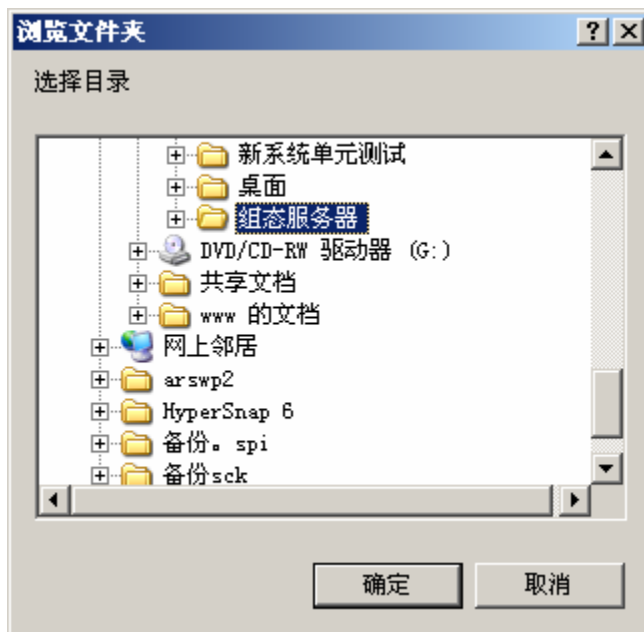 浏览文件夹
选择目录
新系统单元测试
桌面
组态服务器
DVD/CD-RW 驱动器 (G:)
共享文档
www 的文档
网上邻居
arswp2
HyperSnap 6
备份。spi
备份sck
确定
取消